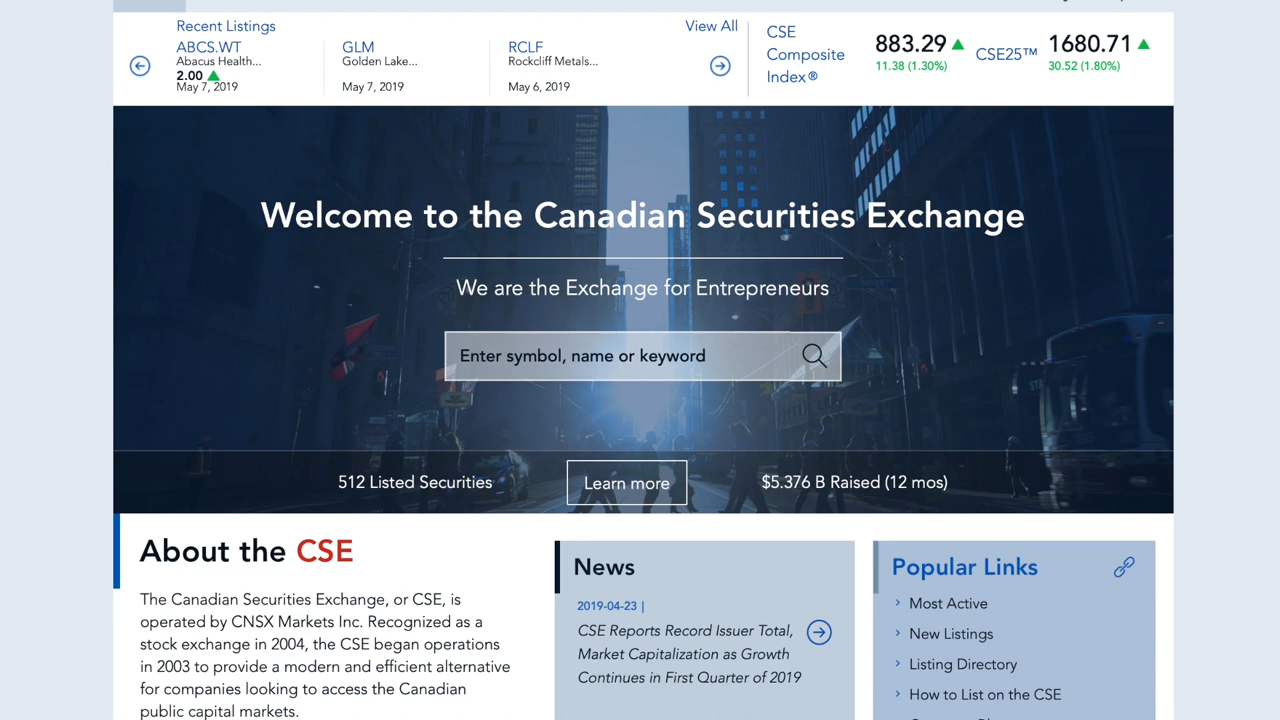 Recent Listings
View All
ABCS.WT
Abacus Health...
2.00
May 7, 2019
GLM
Golden Lake...
May 7, 2019
RCLF
Rockcliff Metals...
May 6, 2019
CSE
Composite
Index®
883.29
11.38 (1.30%)
CSE25™
1680.71
30.52 (1.80%)
Welcome to the Canadian Securities Exchange
We are the Exchange for Entrepreneurs
Enter symbol, name or keyword
512 Listed Securities
Learn more
$5.376 B Raised (12 mos)
About the CSE
The Canadian Securities Exchange, or CSE, is
operated by CNSX Markets Inc. Recognized as a
stock exchange in 2004, the CSE began operations
in 2003 to provide a modern and efficient alternative
for companies looking to access the Canadian
public capital markets.
News
2019-04-23 |
CSE Reports Record Issuer Total,
Market Capitalization as Growth
Continues in First Quarter of 2019
Popular Links
Most Active
New Listings
Listing Directory
How to List on the CSE